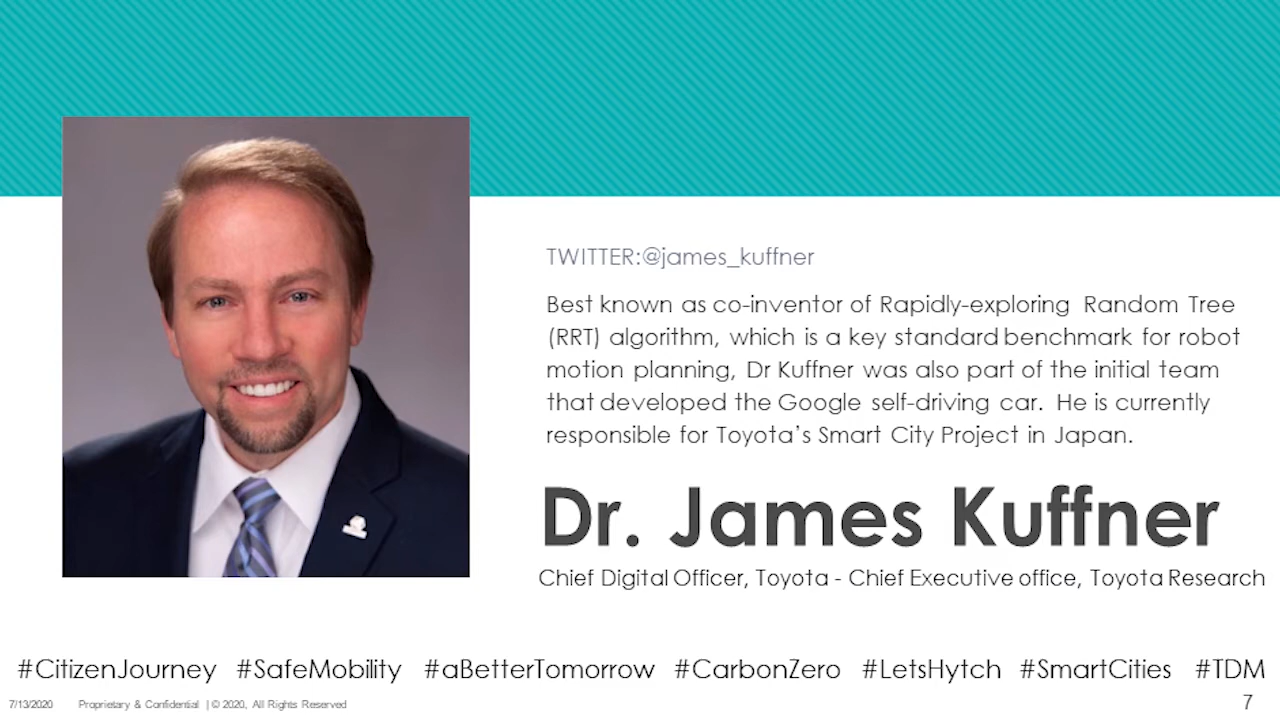 TWITTER:@james_kuffner
Best known as co-inventor of Rapidly-exploring Random Tree
(RRT) algorithm, which is a key standard benchmark for robot
motion planning, Dr Kuffner was also part of the initial team
that developed the Google self-driving car. He is currently
responsible for Toyota's Smart City Project in Japan.
Dr. James Kuffner
Chief Digital Officer, Toyota - Chief Executive office, Toyota Research
#CitizenJourney #SafeMobility #aBetterTomorrow #CarbonZero #LetsHytch #SmartCities #TDM
7/13/2020 Proprietary & Confidential | © 2020, All Rights Reserved 7